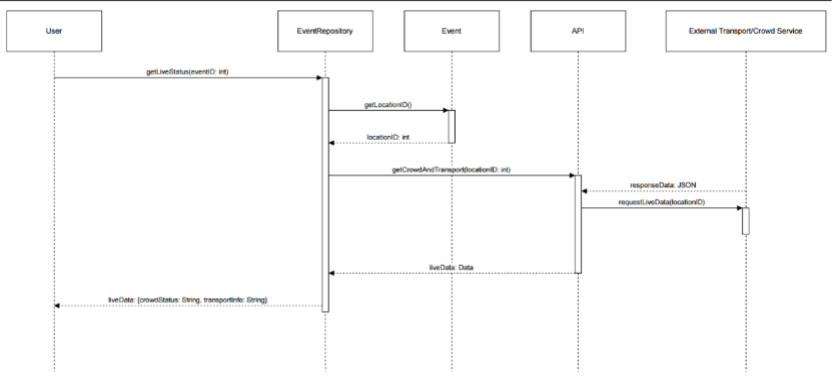 User
EventRepository
Event
API
External Transport/Crowd Service
getLiveStatus(eventID: int)
getLocationID()
locationID: int
getCrowdAndTransport(locationID: int)
responseData: JSON
requestLiveData(locationID)
liveData: Data
liveData: {crowdStatus: String, transportInfo: String}